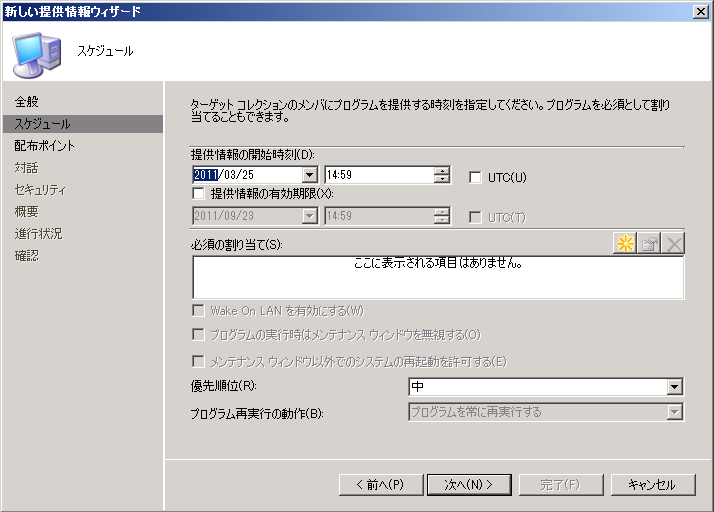 新しい提供情報ウィザード
スケジュール
全般
スケジュール
配布ポイント
対話
セキュリティ
概要
進行状況
確認
ターゲット コレクションのメンバにプログラムを提供する時刻を指定してください。プログラムを必須として割り
当てることもできます。
提供情報の開始時刻(D):
2011/03/25 14:59 UTC(U)
提供情報の有効期限(X):
2011/09/23 14:59 UTC(T)
必須の割り当て(S):
ここに表示される項目はありません。
Wake On LAN を有効にする(W)
プログラムの実行時はメンテナンス ウィンドウを無視する(O)
メンテナンス ウィンドウ以外でのシステムの再起動を許可する(E)
優先順位(R): 中
プログラム再実行の動作(B): プログラムを常に再実行する
< 前へ(P) 次へ(N) > 完了(F) キャンセル